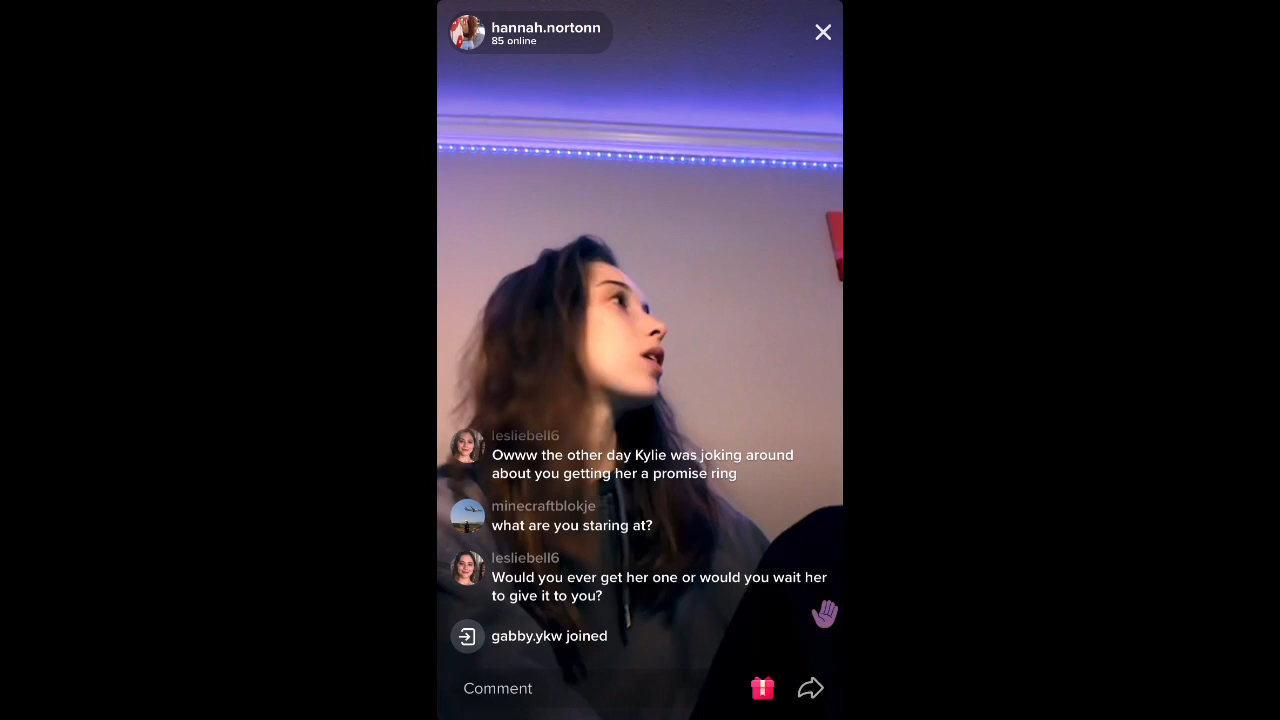 hannah.nortonn
85 online
lesliebell6
Owww the other day Kylie was joking around
about you getting her a promise ring
minecraftblokje
what are you staring at?
lesliebell6
Would you ever get her one or would you wait her
to give it to you?
gabby.ykw joined
Comment